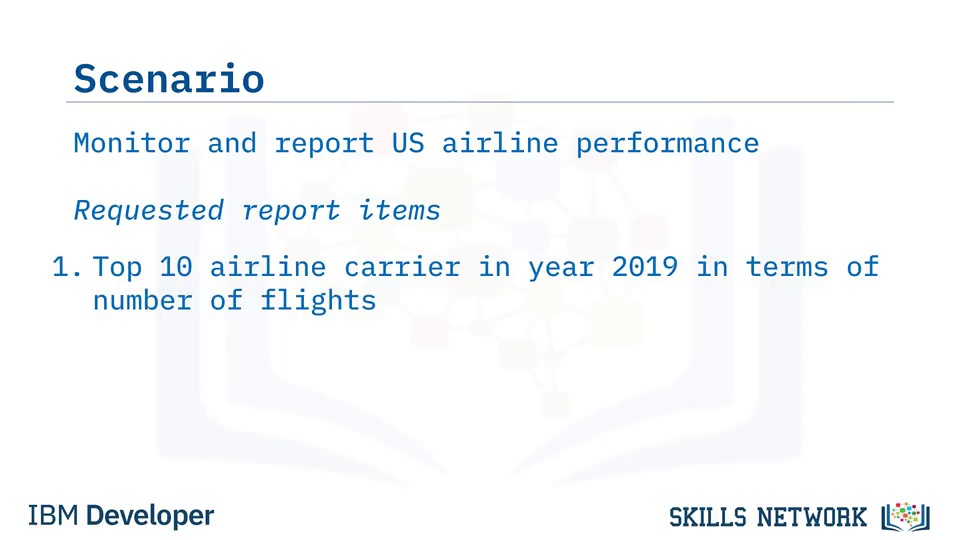 Scenario
Monitor and report US airline performance
Requested report items
1. Top 10 airline carrier in year 2019 in terms of
number of flights
IBM Developer
SKILLS NETWORK